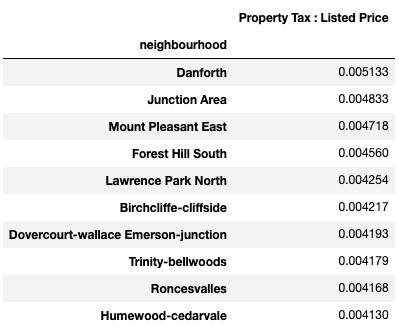 Property Tax : Listed Price
neighbourhood
Danforth 0.005133
Junction Area 0.004833
Mount Pleasant East 0.004718
Forest Hill South 0.004560
Lawrence Park North 0.004254
Birchcliffe-cliffside 0.004217
Dovercourt-wallace Emerson-junction 0.004193
Trinity-bellwoods 0.004179
Roncesvalles 0.004168
Humewood-cedarvale 0.004130